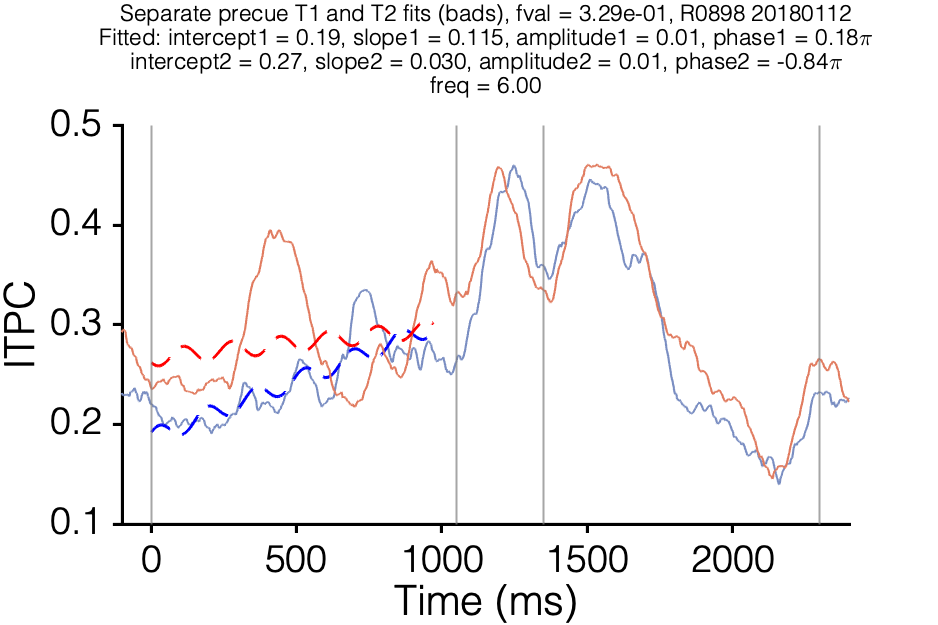 Separate precue T1 and T2 fits (bads), fval = 3.29e-01, R0898 20180112
Fitted: intercept1 = 0.19, slope1 = 0.115, amplitude1 = 0.01, phase1 = 0.18π
intercept2 = 0.27, slope2 = 0.030, amplitude2 = 0.01, phase2 = -0.84π
freq = 6.00
0.5
0.4
0.3
0.2
0.1
ITPC
0 500 1000 1500 2000
Time (ms)